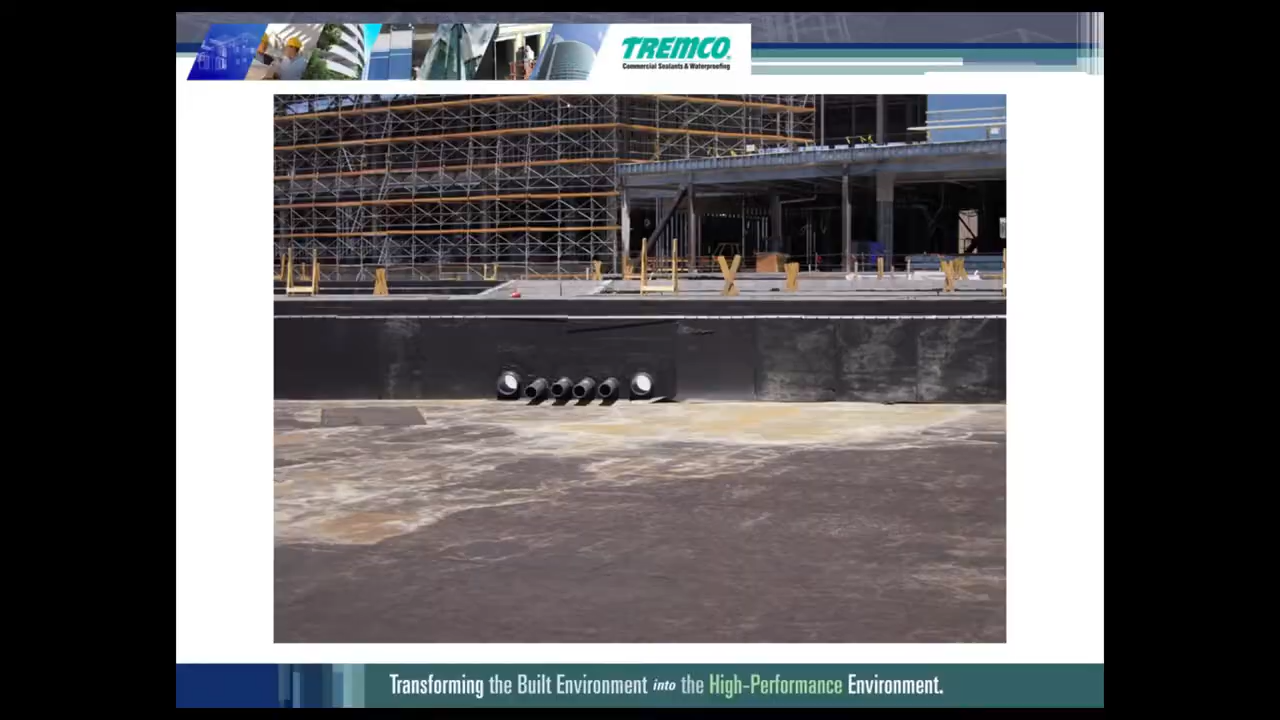 TREMCO
Commercial Sealants & Waterproofing
Transforming the Built Environment into the High-Performance Environment.